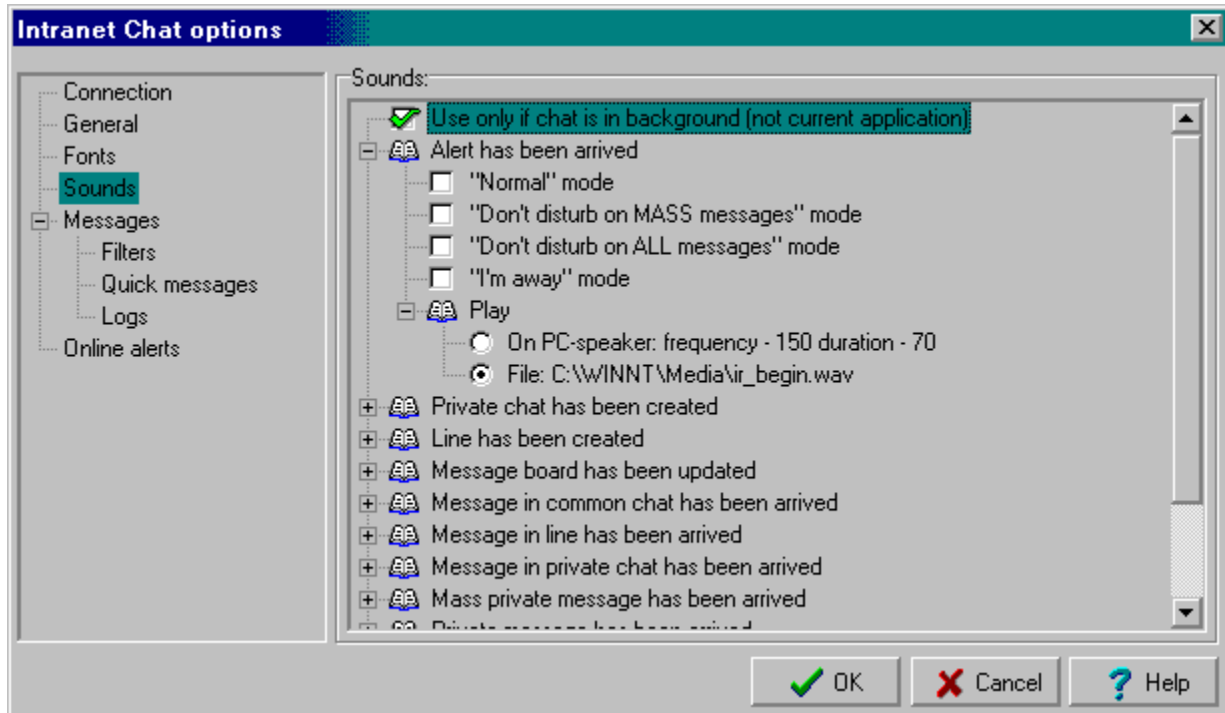 Intranet Chat options
Connection
General
Fonts
Sounds
Messages
Filters
Quick messages
Logs
Online alerts
Sounds:
Use only if chat is in background (not current application)
Alert has been arrived
"Normal" mode
"Don't disturb on MASS messages" mode
"Don't disturb on ALL messages" mode
"I'm away" mode
Play
On PC-speaker: frequency - 150 duration - 70
File: C:\WINNT\Media\ir_begin.wav
Private chat has been created
Line has been created
Message board has been updated
Message in common chat has been arrived
Message in line has been arrived
Message in private chat has been arrived
Mass private message has been arrived
Private message has been arrived
OK
Cancel
Help